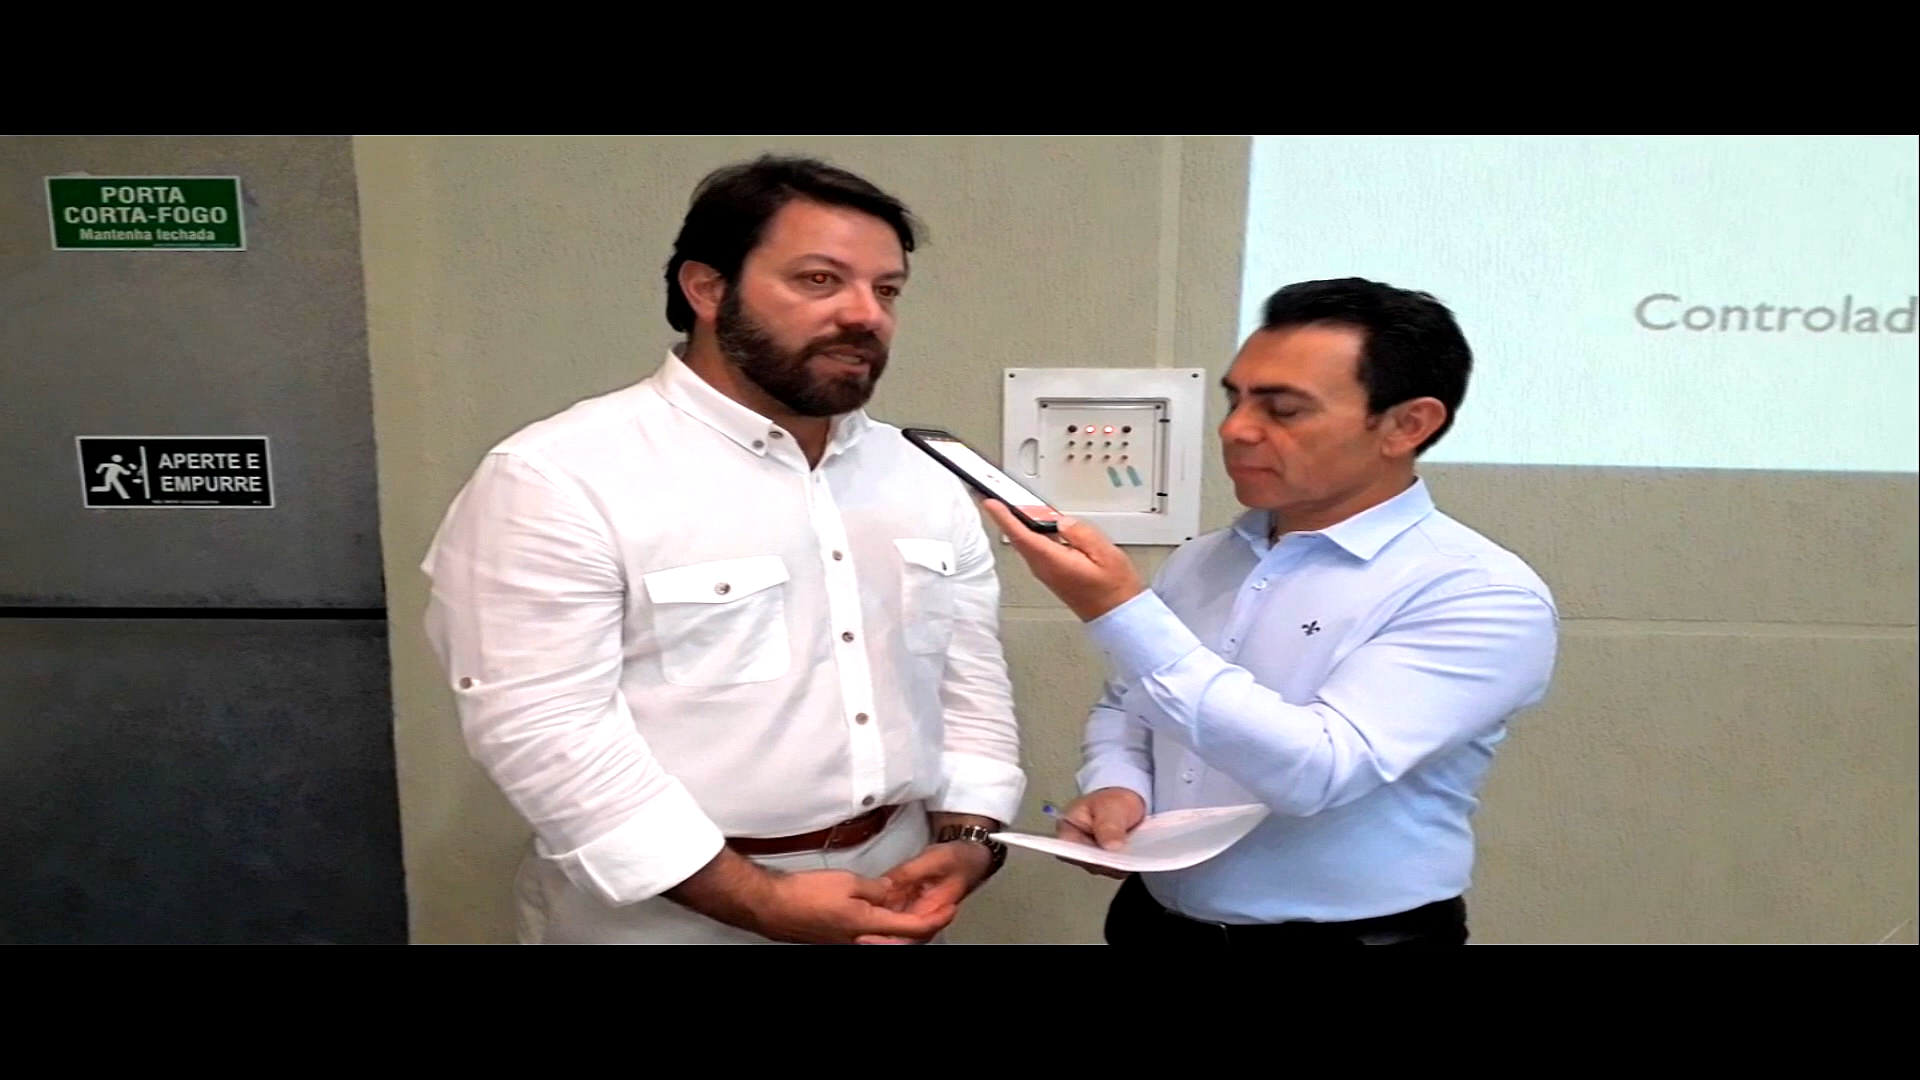 PORTA
CORTA-FOGO
Mantenha fechada
APERTE E
EMPURRE
Controlad